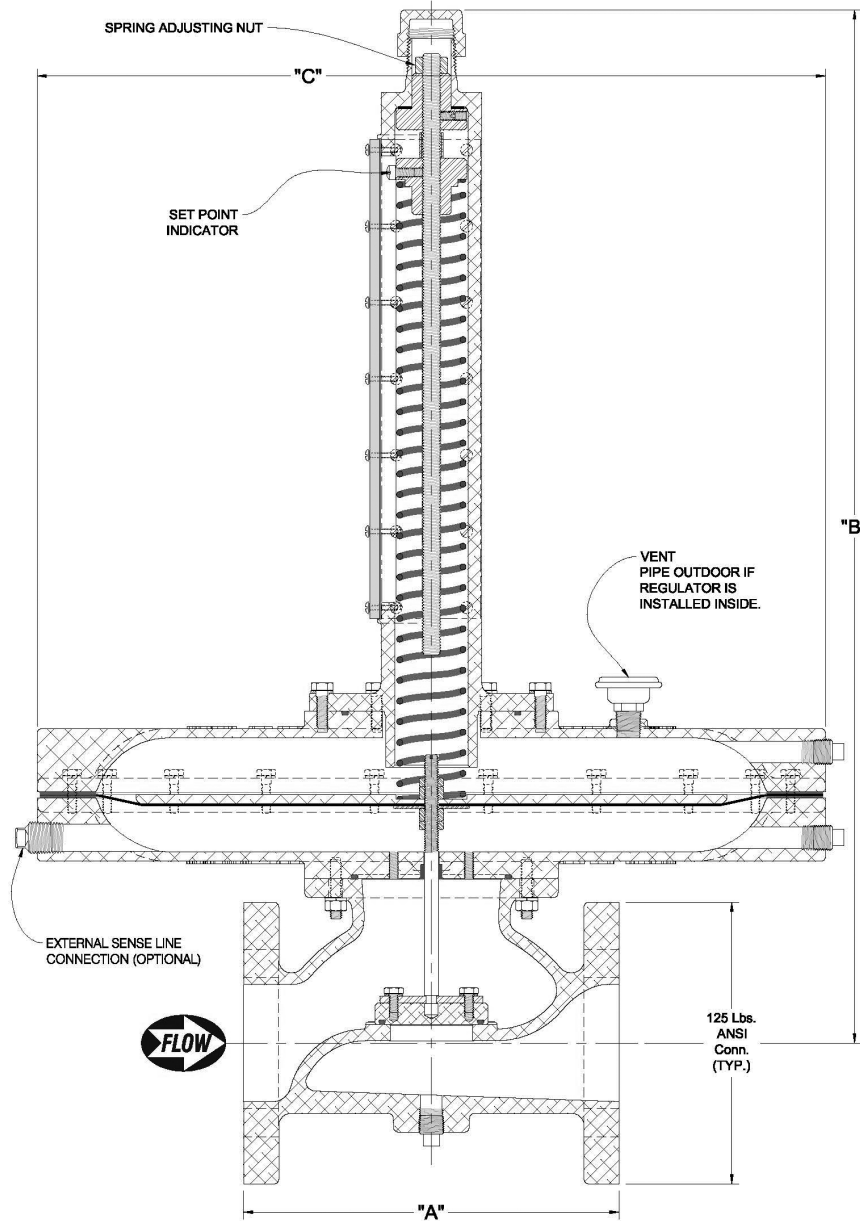 SPRING ADJUSTING NUT
"C"
SET POINT
INDICATOR
"B
VENT
PIPE OUTDOOR IF
REGULATOR IS
INSTALLED INSIDE.
EXTERNAL SENSE LINE
CONNECTION (OPTIONAL)
FLOW
125 Lbs.
ANSI
Conn.
(TYP.)
"A"